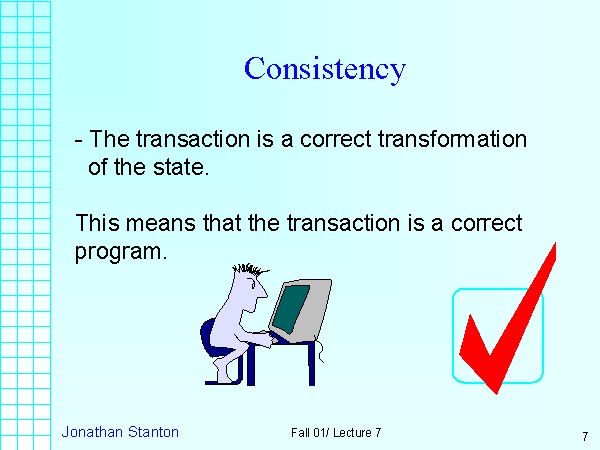 Consistency
- The transaction is a correct transformation
of the state.
This means that the transaction is a correct
program.
Jonathan Stanton
Fall 01/ Lecture 7
7